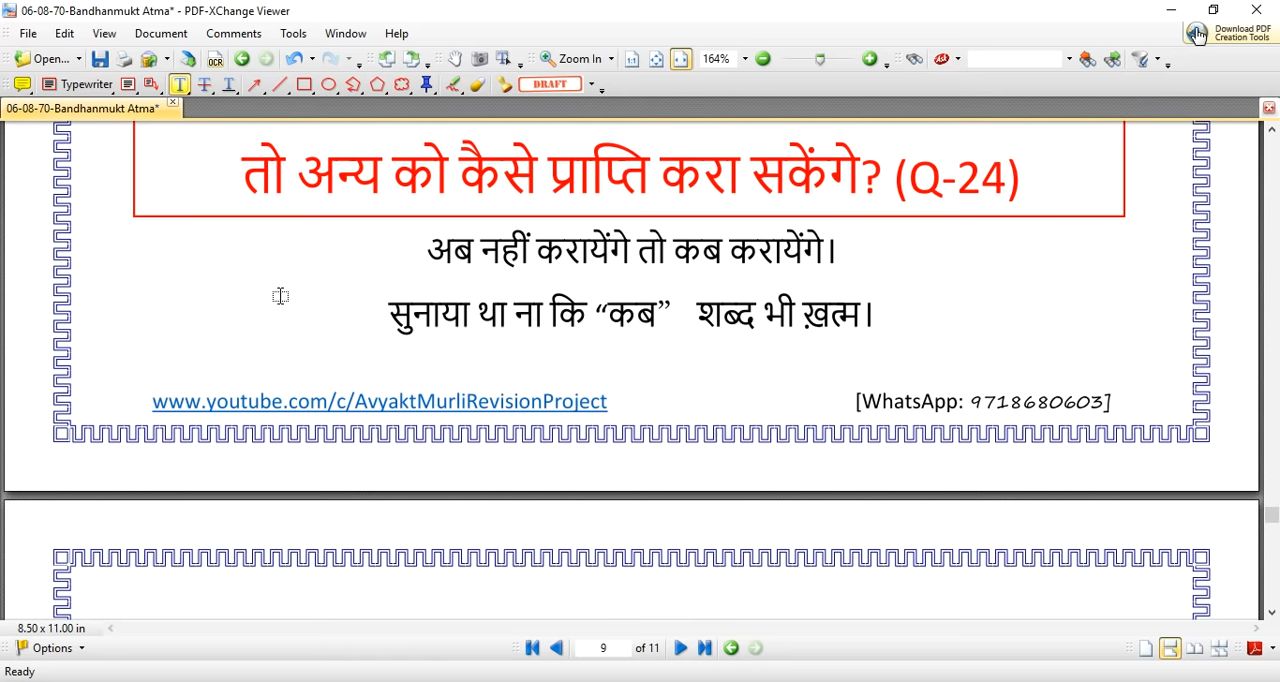 06-08-70-Bandhanmukt Atma* - PDF-XChange Viewer
File Edit View Document Comments Tools Window Help
Download PDF
Creation Tools
Open... OCR Zoom In 1:1 164%
Typewriter T T T DRAFT
06-08-70-Bandhanmukt Atma*
तो अन्य को कैसे प्राप्ति करा सकेंगे? (Q-24)
अब नहीं करायेंगे तो कब करायेंगे।
सुनाया था ना कि “कब” शब्द भी ख़त्म।
www.youtube.com/c/AvyaktMurliRevisionProject [WhatsApp: 9718680603]
8.50 x 11.00 in
Options 9 of 11
Ready